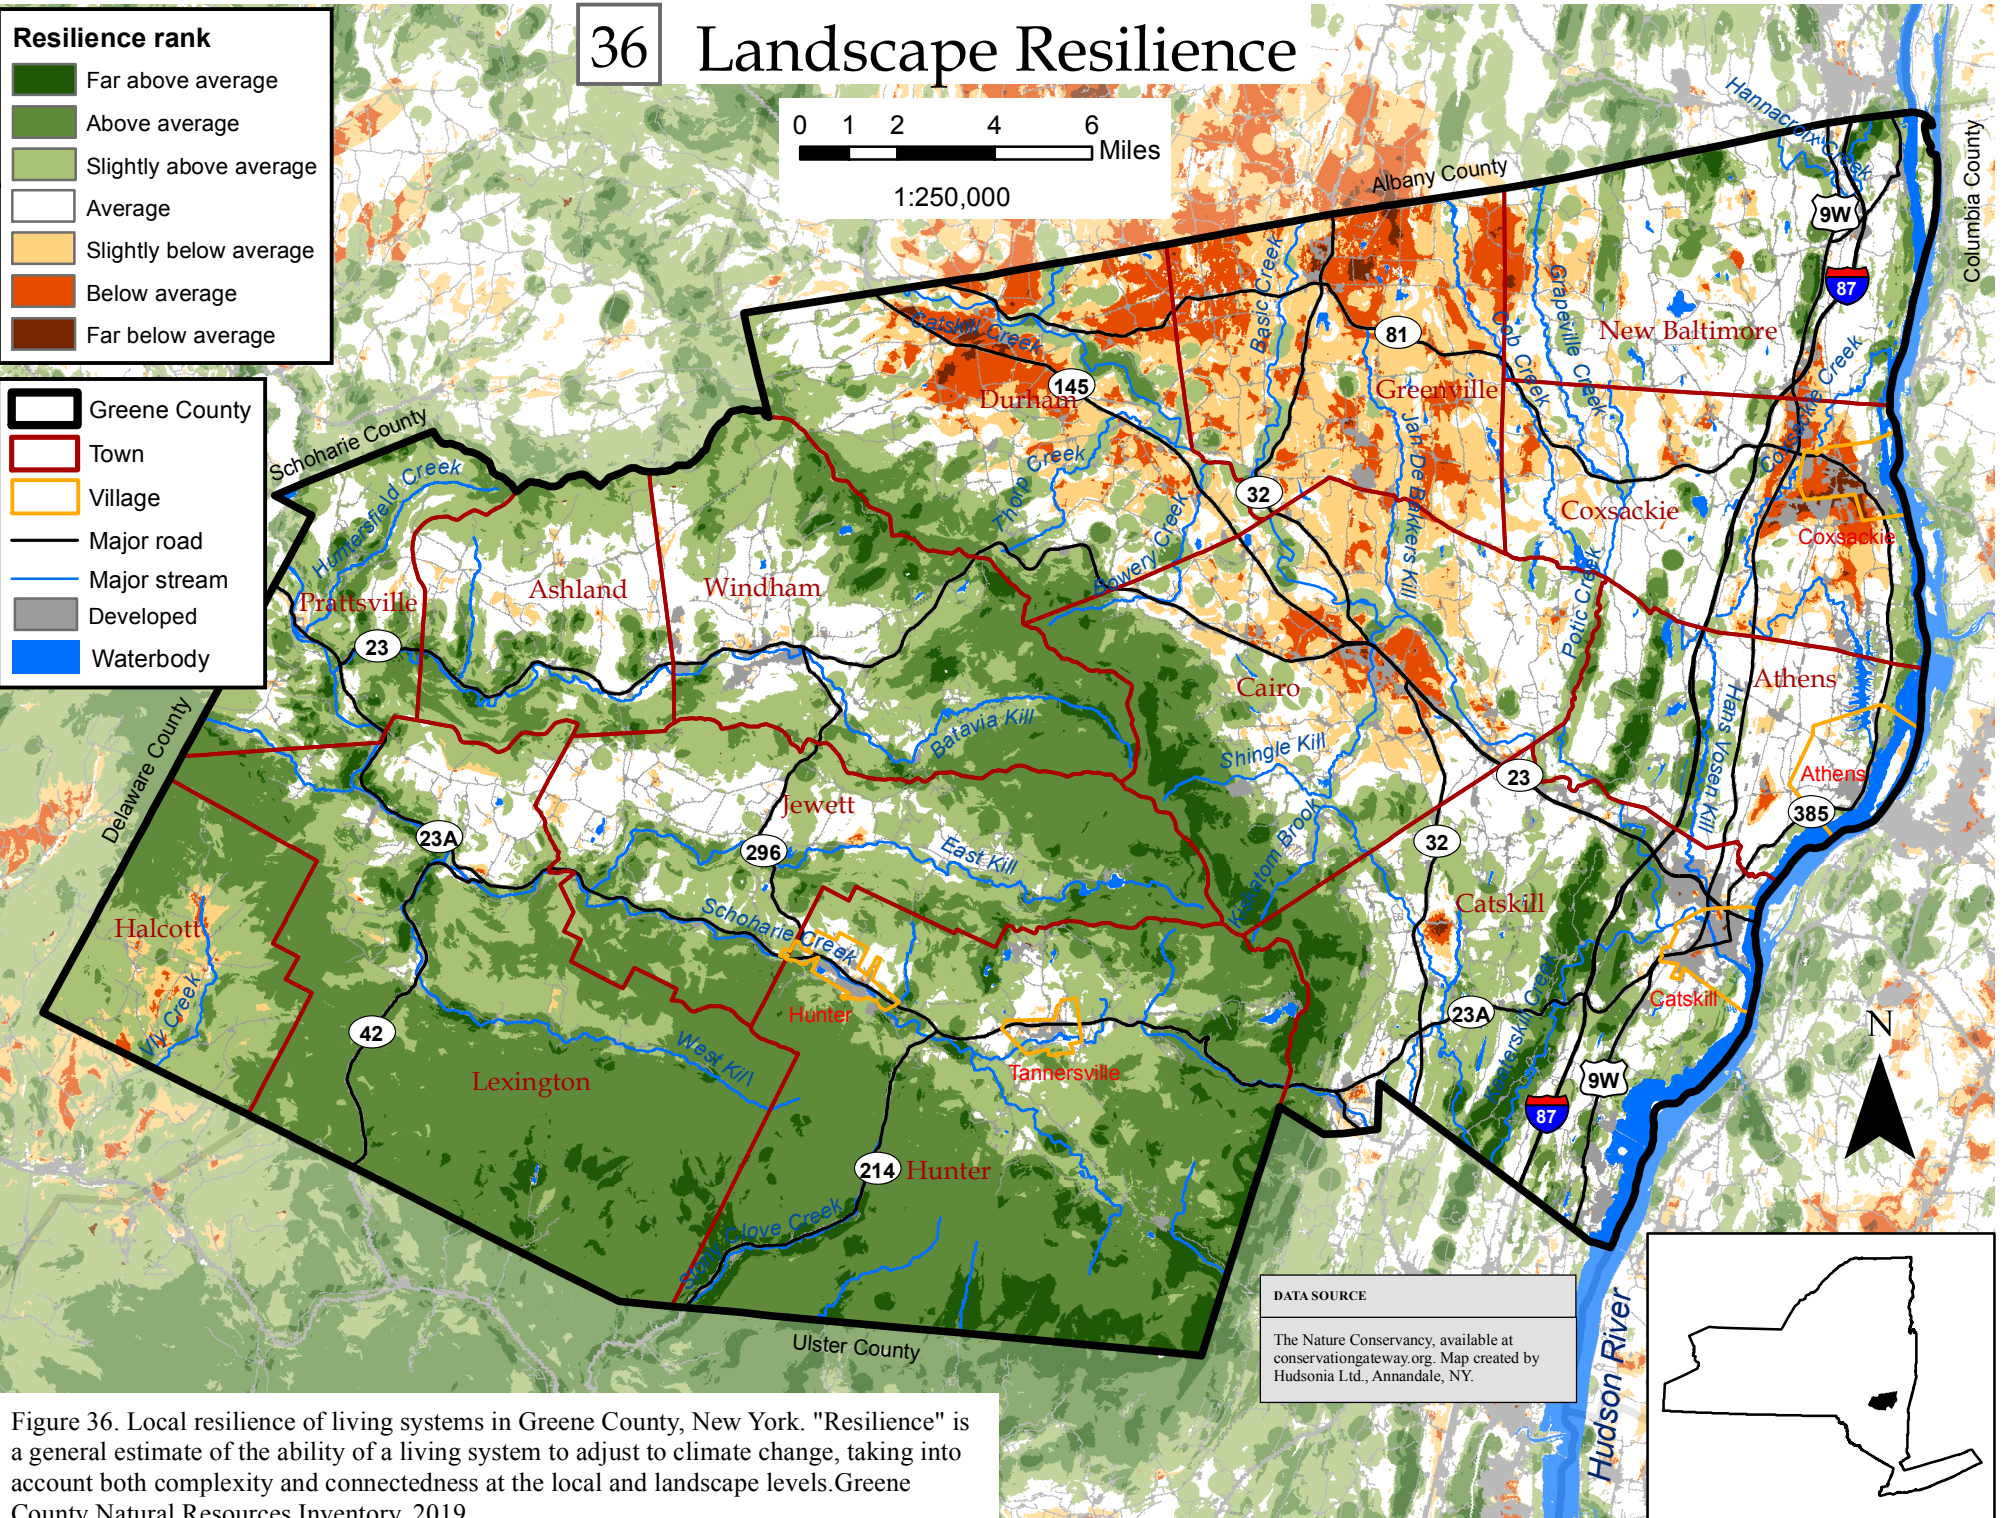 36 Landscape Resilience
Resilience rank
Far above average
Above average
Slightly above average
Average
Slightly below average
Below average
Far below average
Greene County
Town
Village
Major road
Major stream
Developed
Waterbody
0 1 2 4 6
Miles
1:250,000
Albany County
Columbia County
Schoharie County
Delaware County
Ulster County
Hannacroix Creek
9W
87
New Baltimore
Grapeville Creek
Cob Creek
Coxsackie Creek
Basic Creek
81
Greenville
Jan De Bakers Kill
Catskill Creek
145
Durham
Thorp Creek
Bowery Creek
32
Coxsackie
Coxsackie
Potic Creek
Huntersfield Creek
Prattsville
23
Ashland
Windham
Batavia Kill
Cairo
Shingle Kill
Kiskatom Brook
Athens
Hans Vosen Kill
Athens
385
23
32
Jewett
296
East Kill
23A
Schoharie Creek
Halcott
Vly Creek
42
Lexington
West Kill
Hunter
Tannersville
214
Hunter
Stony Clove Creek
Catskill
Catskill
Kaaterskill Creek
23A
9W
87
N
Hudson River
DATA SOURCE
The Nature Conservancy, available at
conservationgateway.org. Map created by
Hudsonia Ltd., Annandale, NY.
Figure 36. Local resilience of living systems in Greene County, New York. "Resilience" is
a general estimate of the ability of a living system to adjust to climate change, taking into
account both complexity and connectedness at the local and landscape levels.Greene
County Natural Resources Inventory, 2019